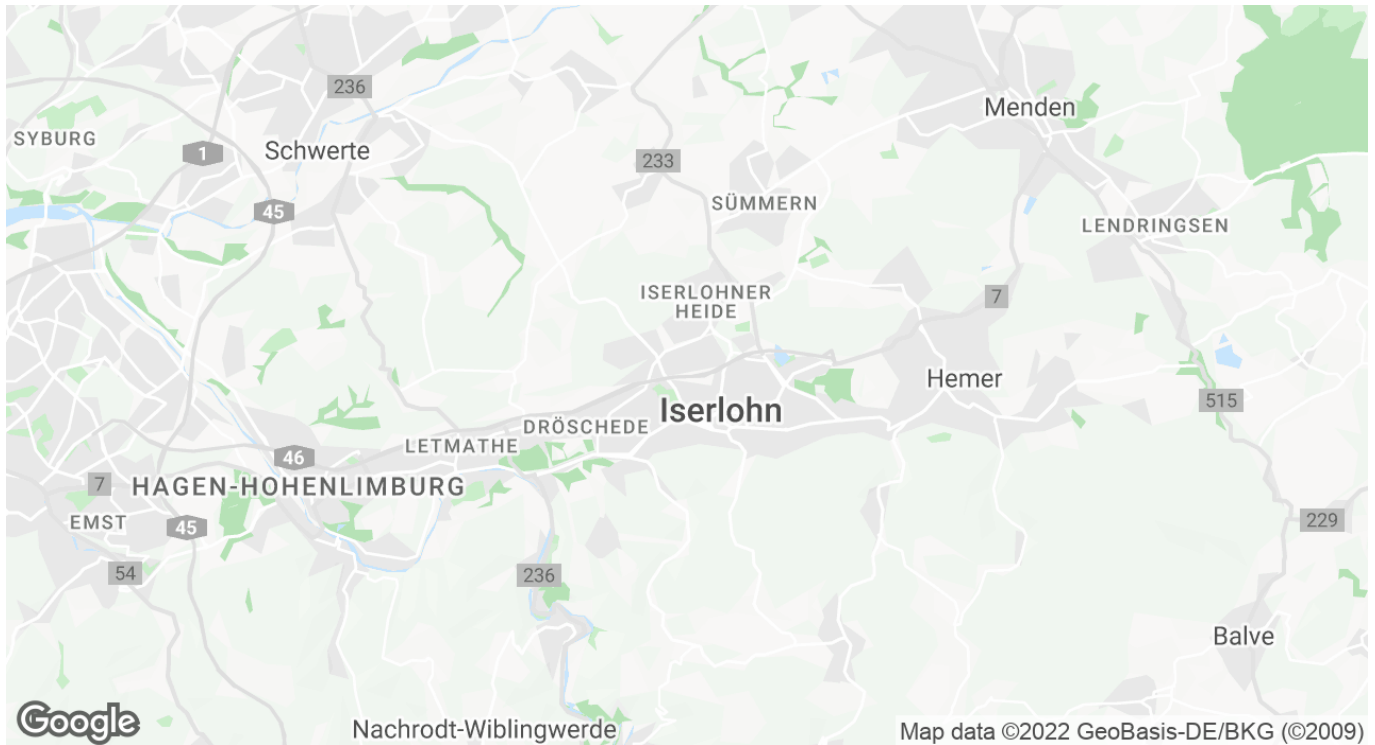 236
Menden
SYBURG
1
Schwerte
233
45
SÜMMERN
LENDRINGSEN
ISERLOHNER
HEIDE
7
Hemer
515
Iserlohn
DRÖSCHEDE
LETMATHE
46
7
HAGEN-HOHENLIMBURG
EMST
45
229
54
236
Balve
Google
Nachrodt-Wiblingwerde
Map data ©2022 GeoBasis-DE/BKG (©2009)